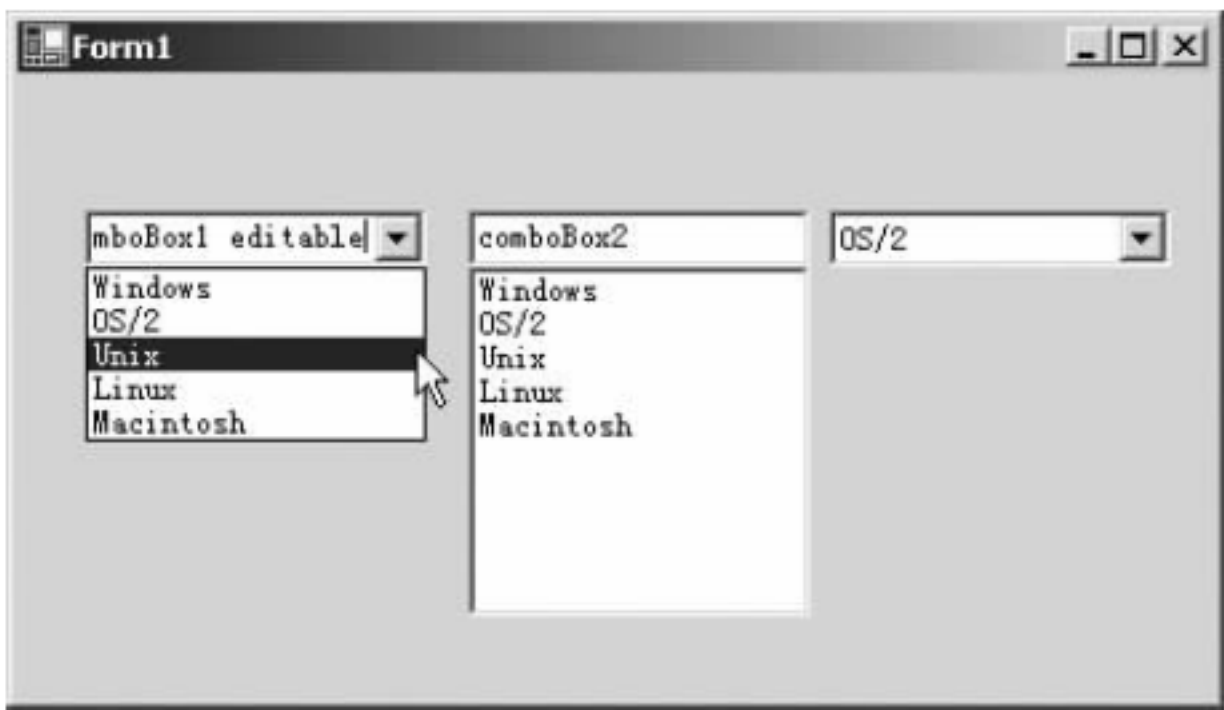 Form1
mboBox1 editable
Windows
OS/2
Unix
Linux
Macintosh
comboBox2
Windows
OS/2
Unix
Linux
Macintosh
OS/2